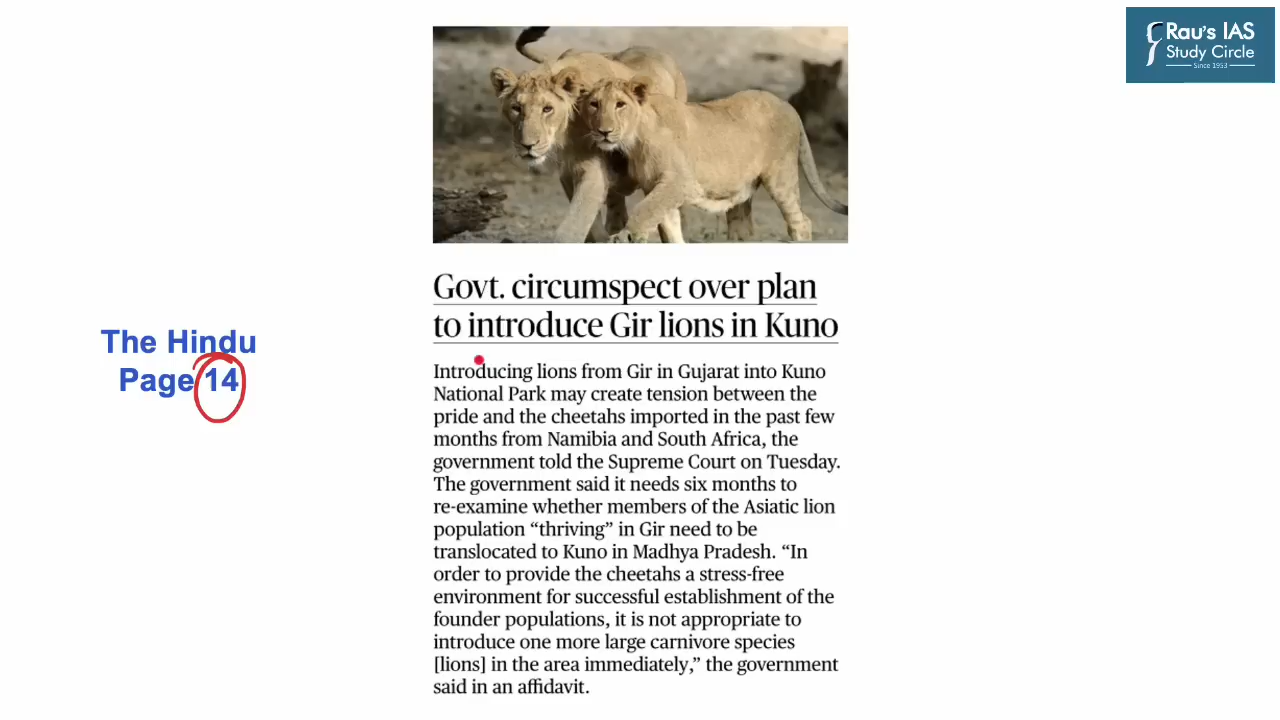 Rau's IAS
Study Circle
Since 1953
Govt. circumspect over plan
to introduce Gir lions in Kuno
The Hindu
Page 14
Introducing lions from Gir in Gujarat into Kuno
National Park may create tension between the
pride and the cheetahs imported in the past few
months from Namibia and South Africa, the
government told the Supreme Court on Tuesday.
The government said it needs six months to
re-examine whether members of the Asiatic lion
population “thriving” in Gir need to be
translocated to Kuno in Madhya Pradesh. “In
order to provide the cheetahs a stress-free
environment for successful establishment of the
founder populations, it is not appropriate to
introduce one more large carnivore species
[lions] in the area immediately,” the government
said in an affidavit.